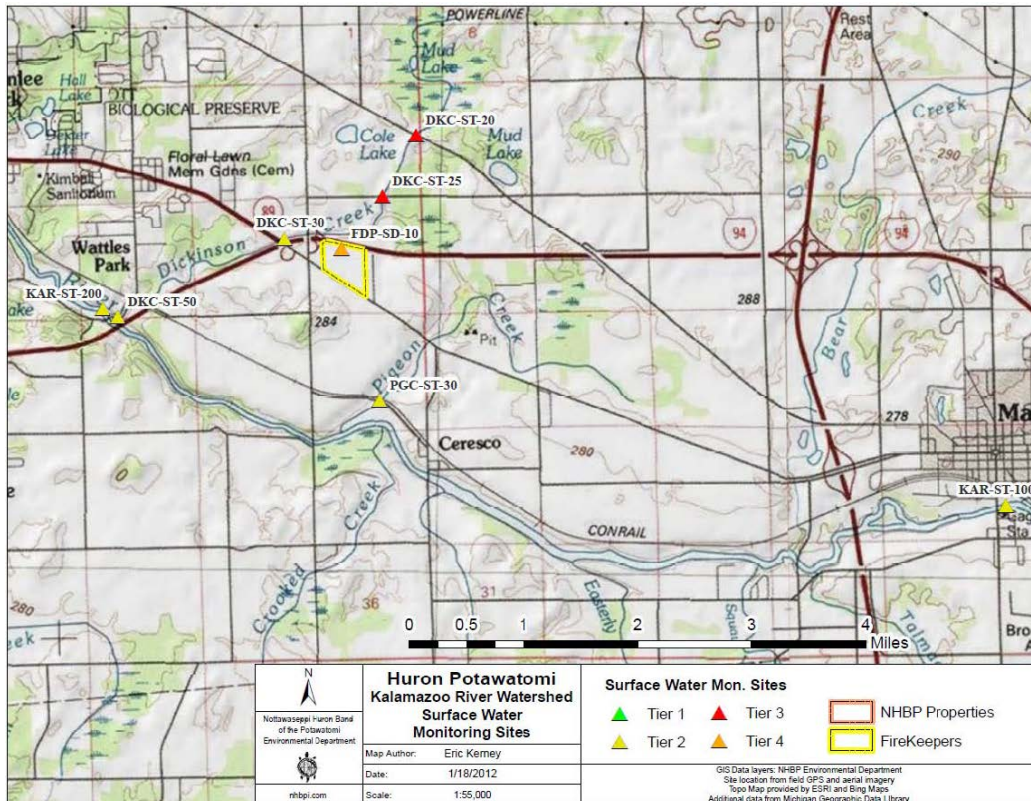 POWERLINE
Rest
Area
1
8
Mud
Lake
Hall
Lake
OTT
BIOLOGICAL PRESERVE
Creek
DKC-ST-20
Cole
Lake
Mud
Lake
290
Floral Lawn
Mem Gdns (Cem)
Kimball
Sanitorium
DKC-ST-25
DKC-ST-30
Creek
FDP-SD-10
94
94
Wattles
Park
Dickinson
KAR-ST-200
DKC-ST-50
284
288
Bear
Creek
Pit
Pigeon
PGC-ST-30
278
Ma
Ceresco
280
KAR-ST-100
Sta
Creek
CONRAIL
Crooked
36
31
Easterly
280
0 0.5 1 2 3 4
Miles
N
Nottawaseppi Huron Band
of the Potawatomi
Environmental Department
nhbpi.com
Huron Potawatomi
Kalamazoo River Watershed
Surface Water
Monitoring Sites
Map Author: Eric Kerney
Date: 1/18/2012
Scale: 1:55,000
Surface Water Mon. Sites
Tier 1
Tier 3
NHBP Properties
Tier 2
Tier 4
FireKeepers
GIS Data layers: NHBP Environmental Department
Site location from field GPS and aerial imagery
Topo Map provided by ESRI and Bing Maps
Additional data from Michigan Geographic Data Library